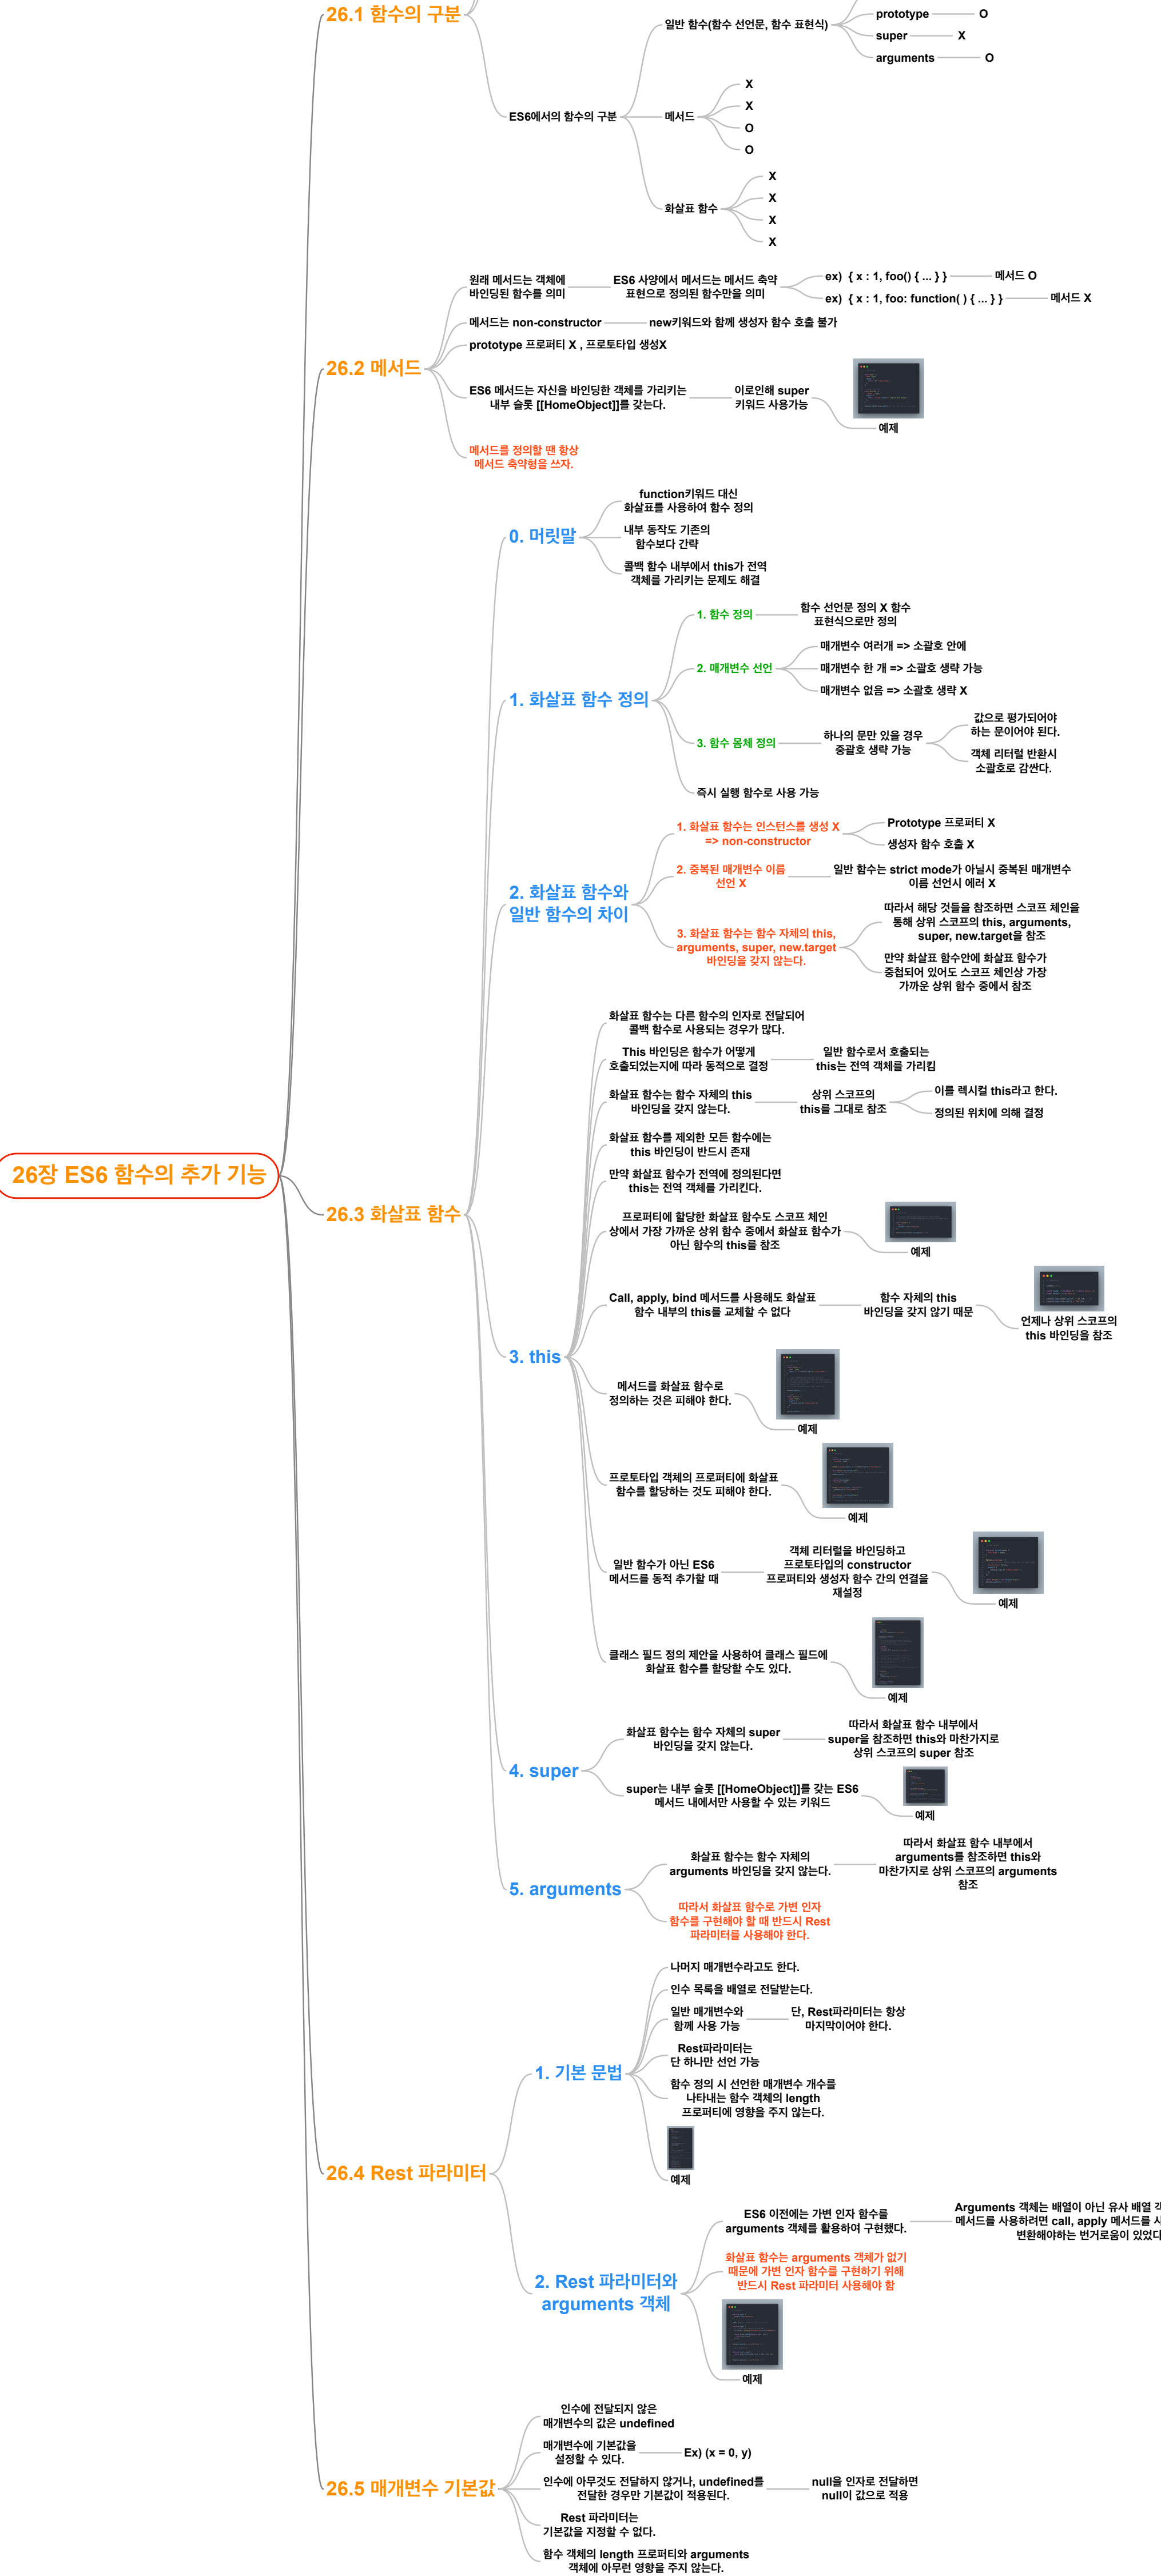 26.1 함수의 구분
일반 함수(함수 선언문, 함수 표현식)
prototype
O
super
X
arguments
O
ES6에서의 함수의 구분
메서드
X
X
O
O
화살표 함수
X
X
X
X
26.2 메서드
원래 메서드는 객체에
바인딩된 함수를 의미
ES6 사양에서 메서드는 메서드 축약
표현으로 정의된 함수만을 의미
ex) { x : 1, foo() { ... } }
메서드 O
ex) { x : 1, foo: function( ) { ... } }
메서드 X
메서드는 non-constructor
new키워드와 함께 생성자 함수 호출 불가
prototype 프로퍼티 X , 프로토타입 생성X
ES6 메서드는 자신을 바인딩한 객체를 가리키는
내부 슬롯 [[HomeObject]]를 갖는다.
이로인해 super
키워드 사용가능
예제
메서드를 정의할 땐 항상
메서드 축약형을 쓰자.
26장 ES6 함수의 추가 기능
26.3 화살표 함수
0. 머릿말
function키워드 대신
화살표를 사용하여 함수 정의
내부 동작도 기존의
함수보다 간략
콜백 함수 내부에서 this가 전역
객체를 가리키는 문제도 해결
1. 화살표 함수 정의
1. 함수 정의
함수 선언문 정의 X 함수
표현식으로만 정의
2. 매개변수 선언
매개변수 여러개 => 소괄호 안에
매개변수 한 개 => 소괄호 생략 가능
매개변수 없음 => 소괄호 생략 X
3. 함수 몸체 정의
하나의 문만 있을 경우
중괄호 생략 가능
값으로 평가되어야
하는 문이어야 된다.
객체 리터럴 반환시
소괄호로 감싼다.
즉시 실행 함수로 사용 가능
2. 화살표 함수와
일반 함수의 차이
1. 화살표 함수는 인스턴스를 생성 X
=> non-constructor
Prototype 프로퍼티 X
생성자 함수 호출 X
2. 중복된 매개변수 이름
선언 X
일반 함수는 strict mode가 아닐시 중복된 매개변수
이름 선언시 에러 X
3. 화살표 함수는 함수 자체의 this,
arguments, super, new.target
바인딩을 갖지 않는다.
따라서 해당 것들을 참조하면 스코프 체인을
통해 상위 스코프의 this, arguments,
super, new.target을 참조
만약 화살표 함수안에 화살표 함수가
중첩되어 있어도 스코프 체인상 가장
가까운 상위 함수 중에서 참조
3. this
화살표 함수는 다른 함수의 인자로 전달되어
콜백 함수로 사용되는 경우가 많다.
This 바인딩은 함수가 어떻게
호출되었는지에 따라 동적으로 결정
일반 함수로서 호출되는
this는 전역 객체를 가리킴
화살표 함수는 함수 자체의 this
바인딩을 갖지 않는다.
상위 스코프의
this를 그대로 참조
이를 렉시컬 this라고 한다.
정의된 위치에 의해 결정
화살표 함수를 제외한 모든 함수에는
this 바인딩이 반드시 존재
만약 화살표 함수가 전역에 정의된다면
this는 전역 객체를 가리킨다.
프로퍼티에 할당한 화살표 함수도 스코프 체인
상에서 가장 가까운 상위 함수 중에서 화살표 함수가
아닌 함수의 this를 참조
예제
Call, apply, bind 메서드를 사용해도 화살표
함수 내부의 this를 교체할 수 없다
함수 자체의 this
바인딩을 갖지 않기 때문
언제나 상위 스코프의
this 바인딩을 참조
메서드를 화살표 함수로
정의하는 것은 피해야 한다.
예제
프로토타입 객체의 프로퍼티에 화살표
함수를 할당하는 것도 피해야 한다.
예제
일반 함수가 아닌 ES6
메서드를 동적 추가할 때
객체 리터럴을 바인딩하고
프로토타입의 constructor
프로퍼티와 생성자 함수 간의 연결을
재설정
예제
클래스 필드 정의 제안을 사용하여 클래스 필드에
화살표 함수를 할당할 수도 있다.
예제
4. super
화살표 함수는 함수 자체의 super
바인딩을 갖지 않는다.
따라서 화살표 함수 내부에서
super을 참조하면 this와 마찬가지로
상위 스코프의 super 참조
super는 내부 슬롯 [[HomeObject]]를 갖는 ES6
메서드 내에서만 사용할 수 있는 키워드
예제
5. arguments
화살표 함수는 함수 자체의
arguments 바인딩을 갖지 않는다.
따라서 화살표 함수 내부에서
arguments를 참조하면 this와
마찬가지로 상위 스코프의 arguments
참조
따라서 화살표 함수로 가변 인자
함수를 구현해야 할 때 반드시 Rest
파라미터를 사용해야 한다.
26.4 Rest 파라미터
1. 기본 문법
나머지 매개변수라고도 한다.
인수 목록을 배열로 전달받는다.
일반 매개변수와
함께 사용 가능
단, Rest파라미터는 항상
마지막이어야 한다.
Rest파라미터는
단 하나만 선언 가능
함수 정의 시 선언한 매개변수 개수를
나타내는 함수 객체의 length
프로퍼티에 영향을 주지 않는다.
예제
2. Rest 파라미터와
arguments 객체
ES6 이전에는 가변 인자 함수를
arguments 객체를 활용하여 구현했다.
Arguments 객체는 배열이 아닌 유사 배열
메서드를 사용하려면 call, apply 메서드를
변환해야하는 번거로움이 있었다
화살표 함수는 arguments 객체가 없기
때문에 가변 인자 함수를 구현하기 위해
반드시 Rest 파라미터 사용해야 함
예제
26.5 매개변수 기본값
인수에 전달되지 않은
매개변수의 값은 undefined
매개변수에 기본값을
설정할 수 있다.
Ex) (x = 0, y)
인수에 아무것도 전달하지 않거나, undefined를
전달한 경우만 기본값이 적용된다.
null을 인자로 전달하면
null이 값으로 적용
Rest 파라미터는
기본값을 지정할 수 없다.
함수 객체의 length 프로퍼티와 arguments
객체에 아무런 영향을 주지 않는다.